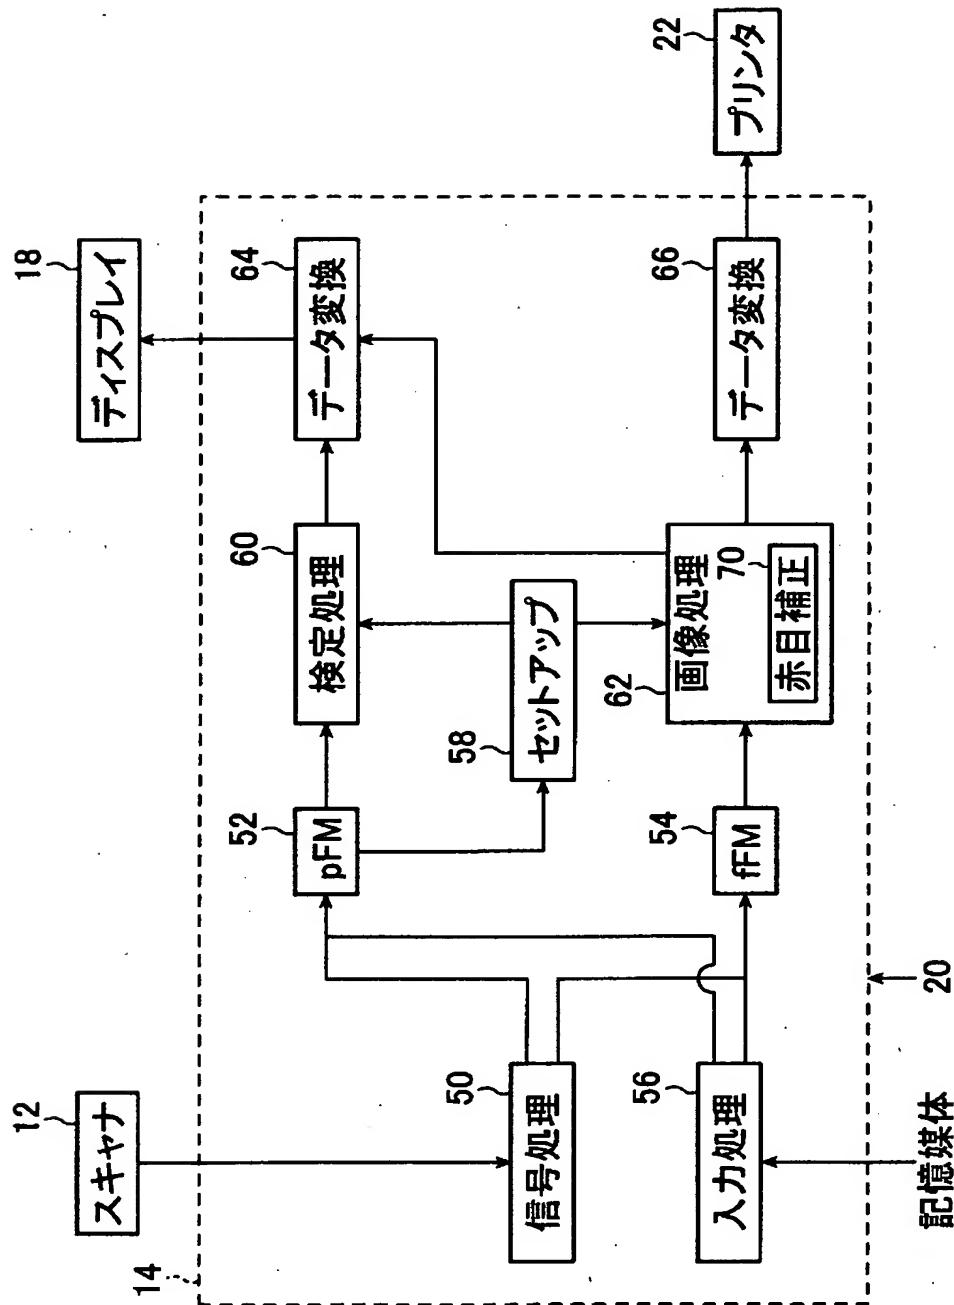 12
スキャナ
14
18
ディスプレイ
50
信号処理
52
pFM
60
検定処理
64
データ変換
58
セットアップ
56
入力処理
54
fFM
62
画像処理
70
赤目補正
66
データ変換
22
プリンタ
記憶媒体
20